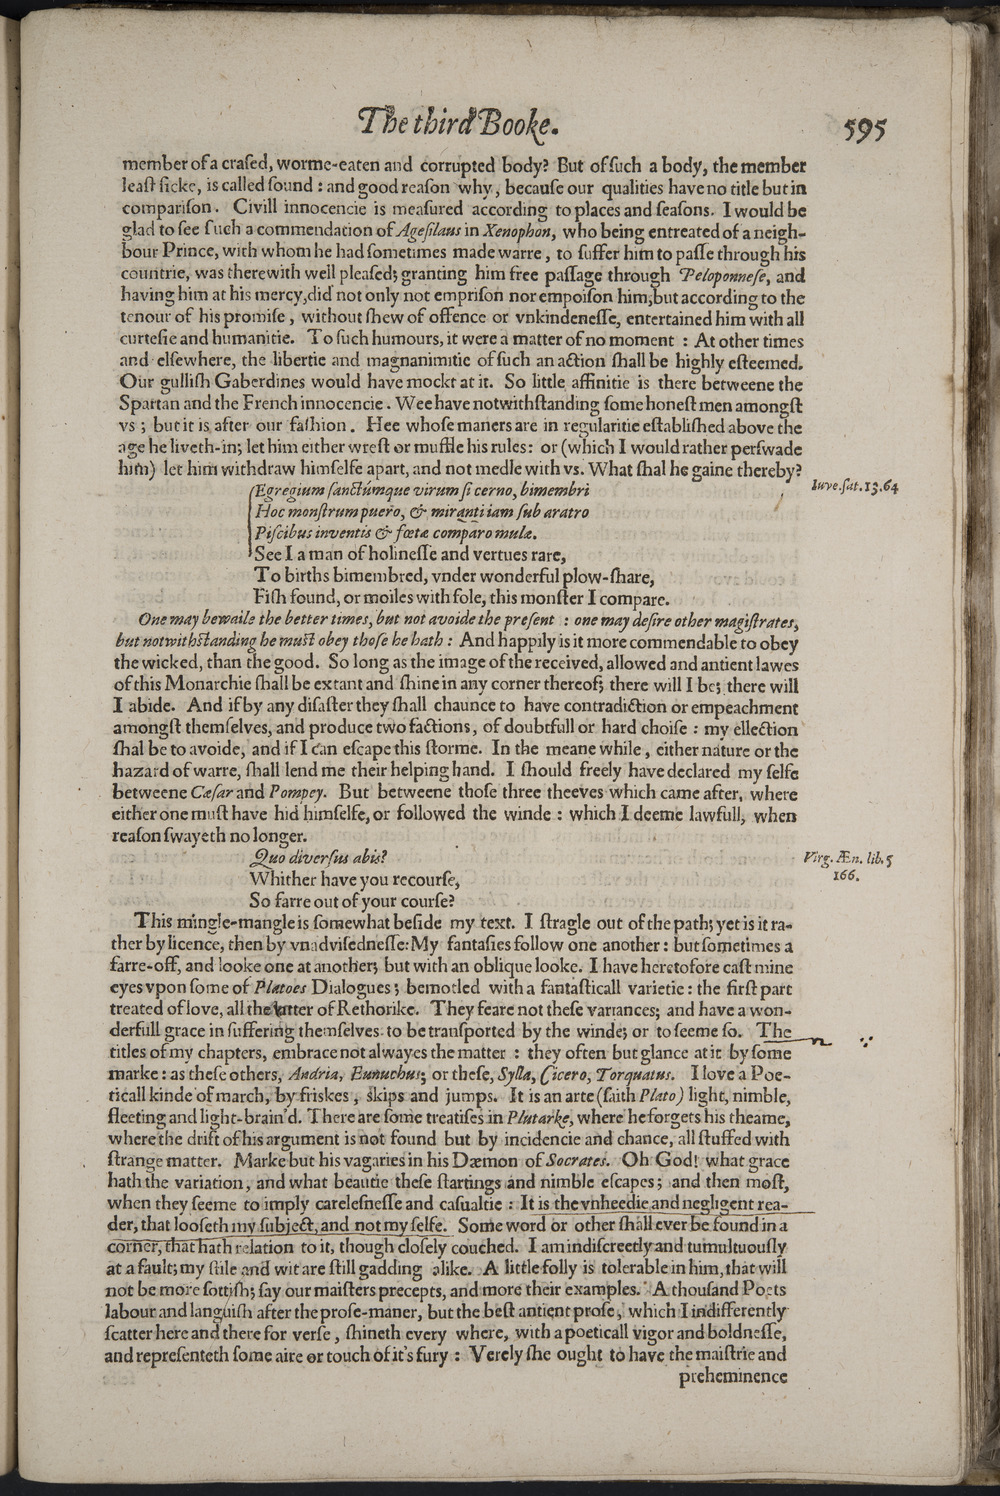 The third Booke. 595
member of a craſed, worme-eaten and corrupted body? But of ſuch a body, the member
leaſt ſicke, is called ſound : and good reaſon why, becauſe our qualities have no title but in
compariſon. Civill innocencie is meaſured according to places and ſeaſons. I would be
glad to ſee ſuch a commendation of Ageſilaus in Xenophon, who being entreated of a neigh-
bour Prince, with whom he had ſometimes made warre, to ſuffer him to paſſe through his
countrie, was therewith well pleaſed; granting him free paſſage through Peloponneſe, and
having him at his mercy, did not only not empriſon nor empoiſon him; but according to the
tenour of his promiſe, without ſhew of offence or vnkindeneſſe, entertained him with all
curteſie and humanitie. To ſuch humours, it were a matter of no moment : At other times
and elſewhere, the libertie and magnanimitie of ſuch an action ſhall be highly eſteemed.
Our gulliſh Gaberdines would have mockt at it. So little affinitie is there betweene the
Spartan and the French innocencie. Wee have notwithſtanding ſome honeſt men amongſt
vs ; but it is after our faſhion. Hee whoſe maners are in regularitie eſtabliſhed above the
age he liveth-in; let him either wreſt or muffle his rules: or (which I would rather perſwade
him) let him withdraw himſelfe apart, and not medle with vs. What ſhal he gaine thereby?
Egregium ſanctúmque virum ſi cerno, bimembri Iuve. ſat. 13. 64
Hoc monſtrum puero, & miranti iam ſub aratro
Piſcibus inventis & fœtæ comparo mulæ.
See I a man of holineſſe and vertues rare,
To births bimembred, vnder wonderful plow-ſhare,
Fiſh found, or moiles with fole, this monſter I compare.
One may bewaile the better times, but not avoide the preſent : one may deſire other magiſtrates,
but notwithſtanding he muſt obey thoſe he hath : And happily is it more commendable to obey
the wicked, than the good. So long as the image of the received, allowed and antient lawes
of this Monarchie ſhall be extant and ſhine in any corner thereof; there will I be; there will
I abide. And if by any diſaſter they ſhall chaunce to have contradiction or empeachment
amongſt themſelves, and produce two factions, of doubtfull or hard choiſe : my ellection
ſhal be to avoide, and if I can eſcape this ſtorme. In the meane while, either nature or the
hazard of warre, ſhall lend me their helping hand. I ſhould freely have declared my ſelfe
betweene Cæſar and Pompey. But betweene thoſe three theeves which came after, where
either one muſt have hid himſelfe, or followed the winde : which I deeme lawfull, when
reaſon ſwayeth no longer.
Quo diverſus abis? Virg. Æn. lib. 5
Whither have you recourſe, 166.
So farre out of your courſe?
This mingle-mangle is ſomewhat beſide my text. I ſtragle out of the path; yet is it ra-
ther by licence, then by vnadviſedneſſe: My fantaſies follow one another : but ſometimes a
farre-off, and looke one at another; but with an oblique looke. I have heretofore caſt mine
eyes vpon ſome of Platoes Dialogues ; bemotled with a fantaſticall varietie : the firſt part
treated of love, all the latter of Rethorike. They feare not theſe variances; and have a won-
derfull grace in ſuffering themſelves to be tranſported by the winde; or to ſeeme ſo. The
titles of my chapters, embrace not alwayes the matter : they often but glance at it by ſome
marke : as theſe others, Andria, Eunuchus; or theſe, Sylla, Cicero, Torquatus. I love a Poe-
ticall kinde of march, by friskes, skips and jumps. It is an arte (ſaith Plato) light, nimble,
fleeting and light-brain'd. There are ſome treatiſes in Plutarke, where he forgets his theame,
where the drift of his argument is not found but by incidencie and chance, all ſtuffed with
ſtrange matter. Marke but his vagaries in his Dæmon of Socrates. Oh God! what grace
hath the variation, and what beautie theſe ſtartings and nimble eſcapes; and then moſt,
when they ſeeme to imply careleſneſſe and caſualtie : It is the vnheedie and negligent rea-
der, that looſeth my ſubject, and not my ſelfe. Some word or other ſhall ever be found in a
corner, that hath relation to it, though cloſely couched. I am indiſcreetly and tumultuouſly
at a fault; my ſtile and wit are ſtill gadding alike. A little folly is tolerable in him, that will
not be more ſottiſh; ſay our maiſters precepts, and more their examples. A thouſand Poets
labour and languiſh after the proſe-maner, but the beſt antient proſe, which I indifferently
ſcatter here and there for verſe, ſhineth every where, with a poeticall vigor and boldneſſe,
and repreſenteth ſome aire or touch of it's fury : Verely ſhe ought to have the maiſtrie and
preheminence